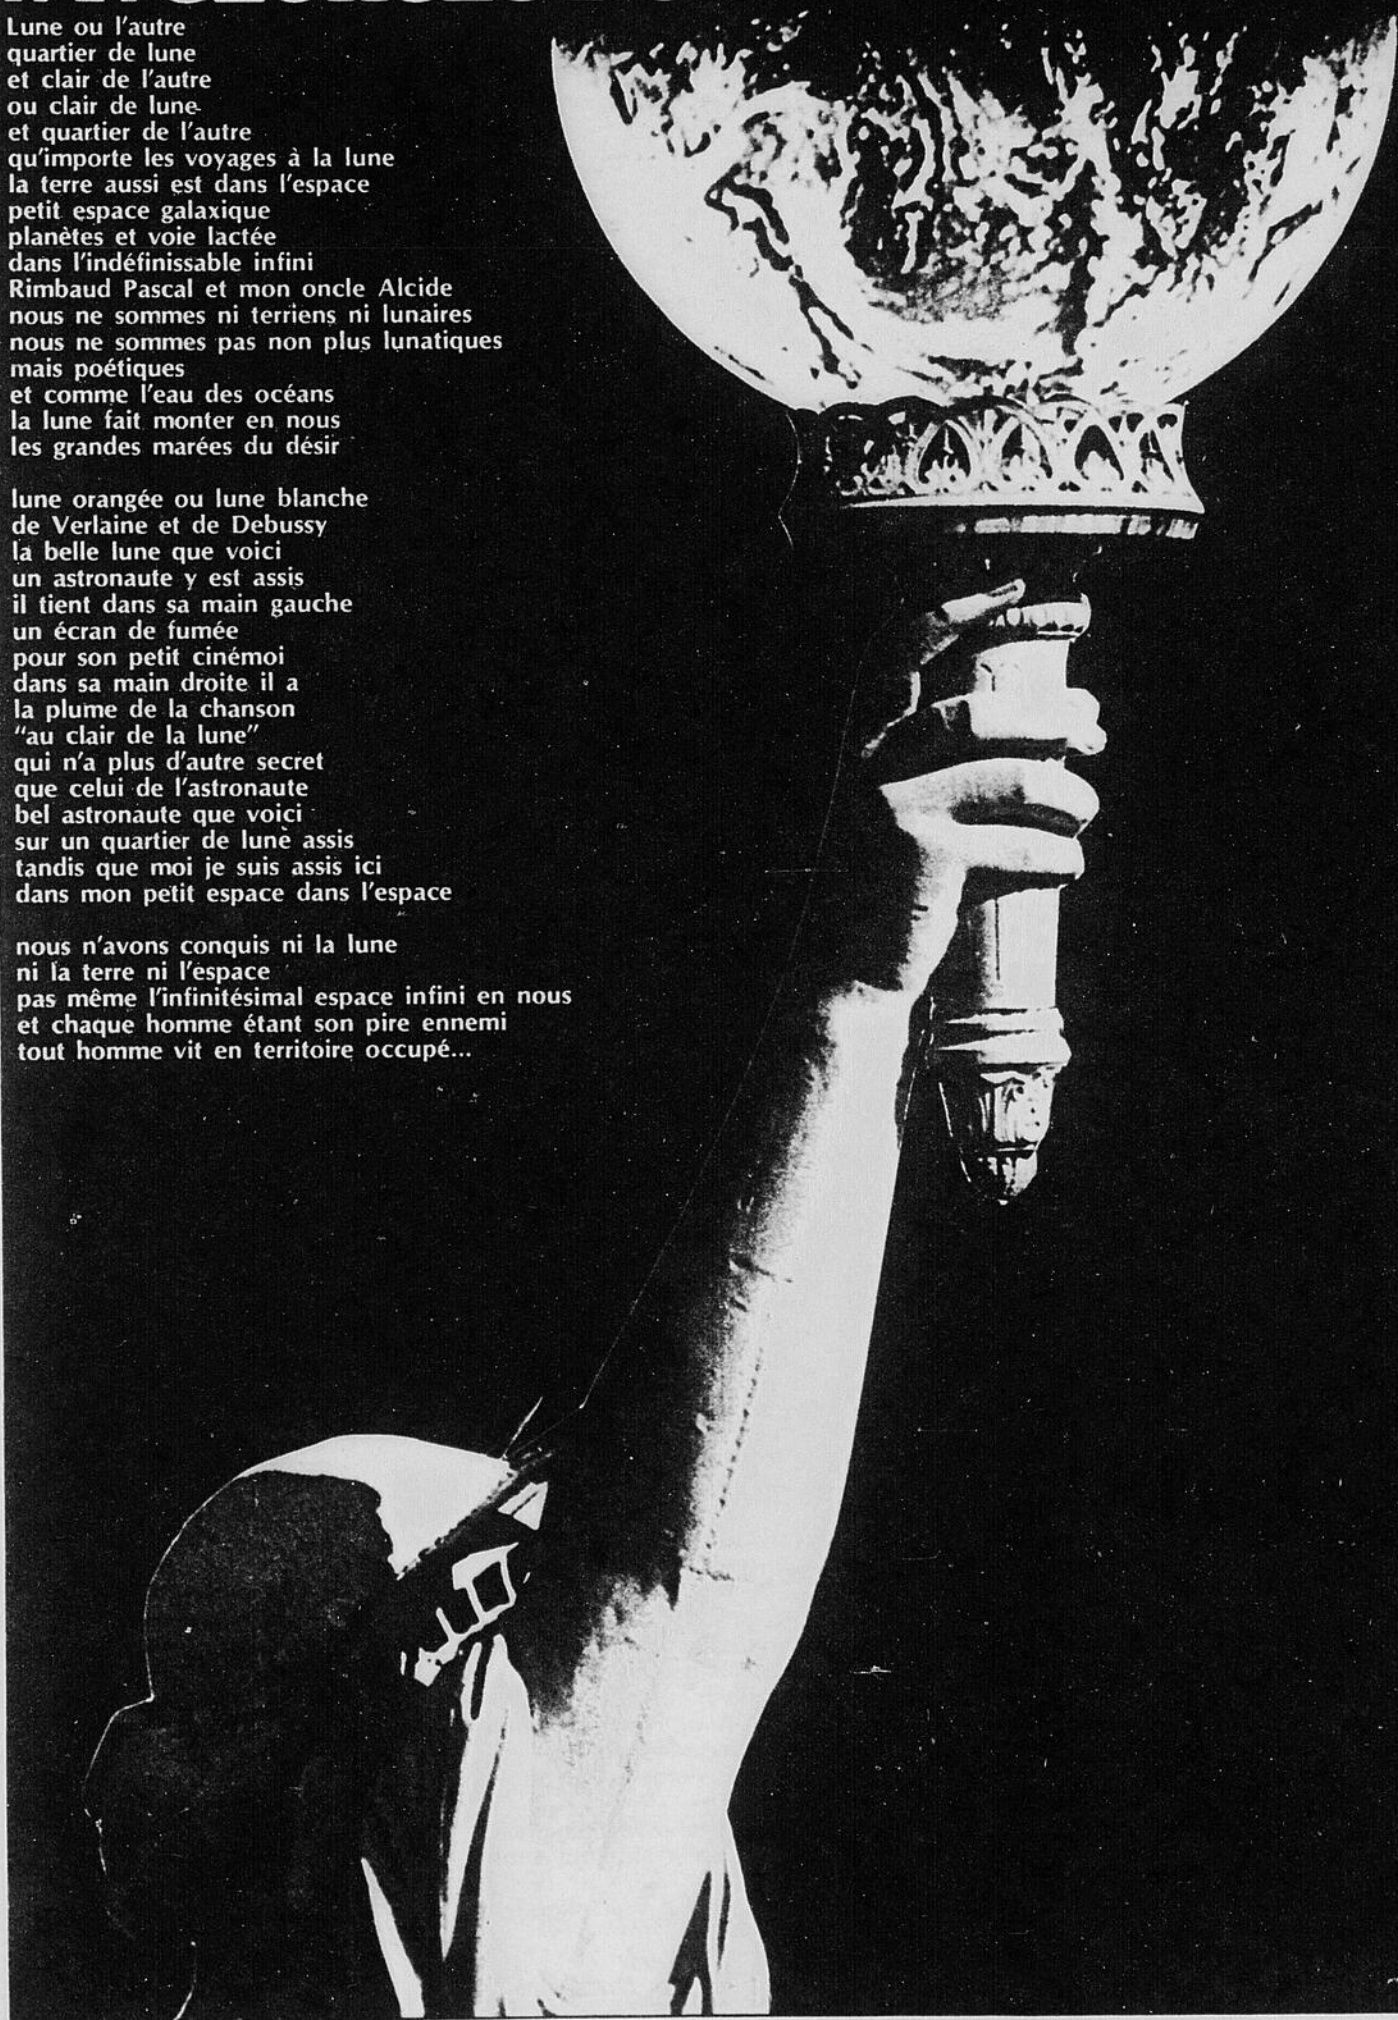 Lune ou l'autre
quartier de lune
et clair de l'autre
ou clair de lune
et quartier de l'autre
qu'importe les voyages à la lune
la terre aussi est dans l'espace
petit espace galaxique
planètes et voie lactée
dans l'indéfinissable infini
Rimbaud Pascal et mon oncle Alcide
nous ne sommes ni terriens ni lunaires
nous ne sommes pas non plus lunatiques
mais poétiques
et comme l'eau des océans
la lune fait monter en nous
les grandes marées du désir

lune orangée ou lune blanche
de Verlaine et de Debussy
la belle lune que voici
un astronaute y est assis
il tient dans sa main gauche
un écran de fumée
pour son petit cinémoi
dans sa main droite il a
la plume de la chanson
"au clair de la lune"
qui n'a plus d'autre secret
que celui de l'astronaute
bel astronaute que voici
sur un quartier de lune assis
tandis que moi je suis assis ici
dans mon petit espace dans l'espace

nous n'avons conquis ni la lune
ni la terre ni l'espace
pas même l'infinitésimal espace infini en nous
et chaque homme étant son pire ennemi
tout homme vit en territoire occupé...